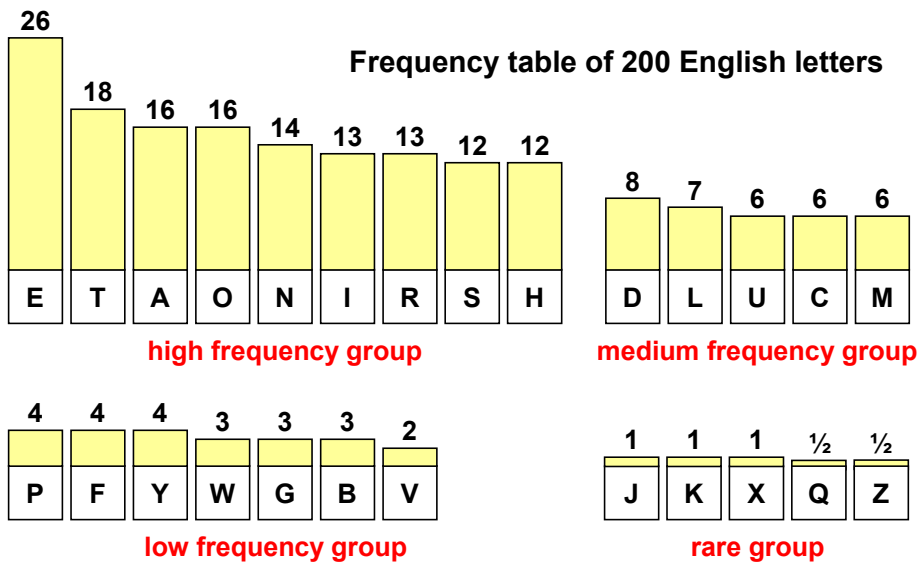 Frequency table of 200 English letters
26 18 16 16 14 13 13 12 12
E T A O N I R S H
high frequency group
8 7 6 6 6
D L U C M
medium frequency group
4 4 4 3 3 3 2
P F Y W G B V
low frequency group
1 1 1 ½ ½
J K X Q Z
rare group